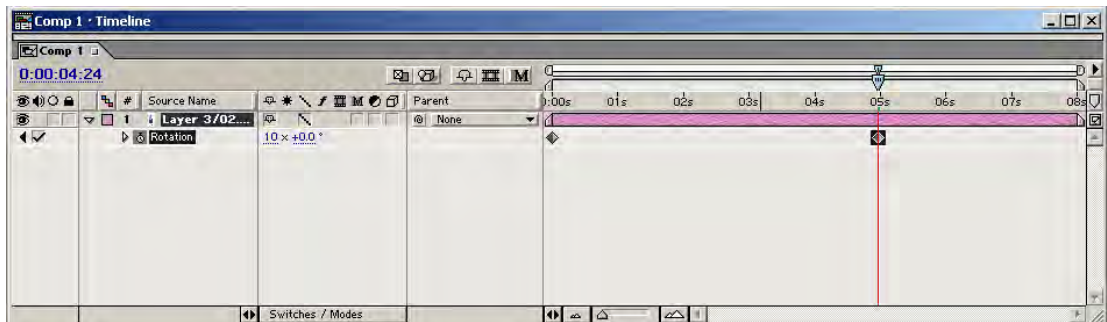 Comp 1 · Timeline
Comp 1
0:00:04:24
M
# Source Name M Parent
:00s 01s 02s 03s 04s 05s 06s 07s 08s
1 Layer 3/02.... None
Rotation 10 × +0.0 °
Switches / Modes